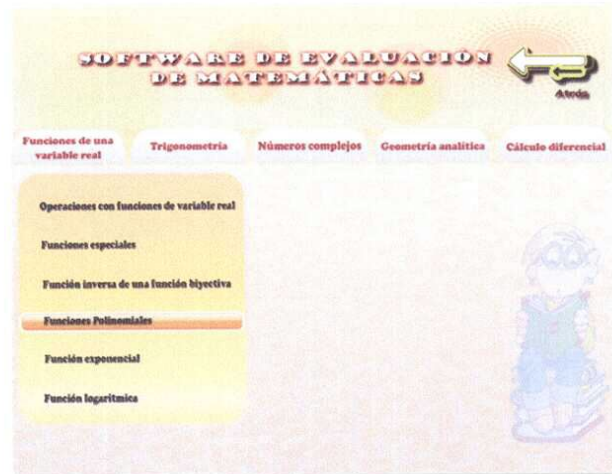 SOFTWARE DE EVALUACIÓN
DE MATEMÁTICAS
Atrás
Funciones de una
variable real
Trigonometría
Números complejos
Geometría analítica
Cálculo diferencial
Operaciones con funciones de variable real
Funciones especiales
Función inversa de una función biyectiva
Funciones Polinomiales
Función exponencial
Función logarítmica